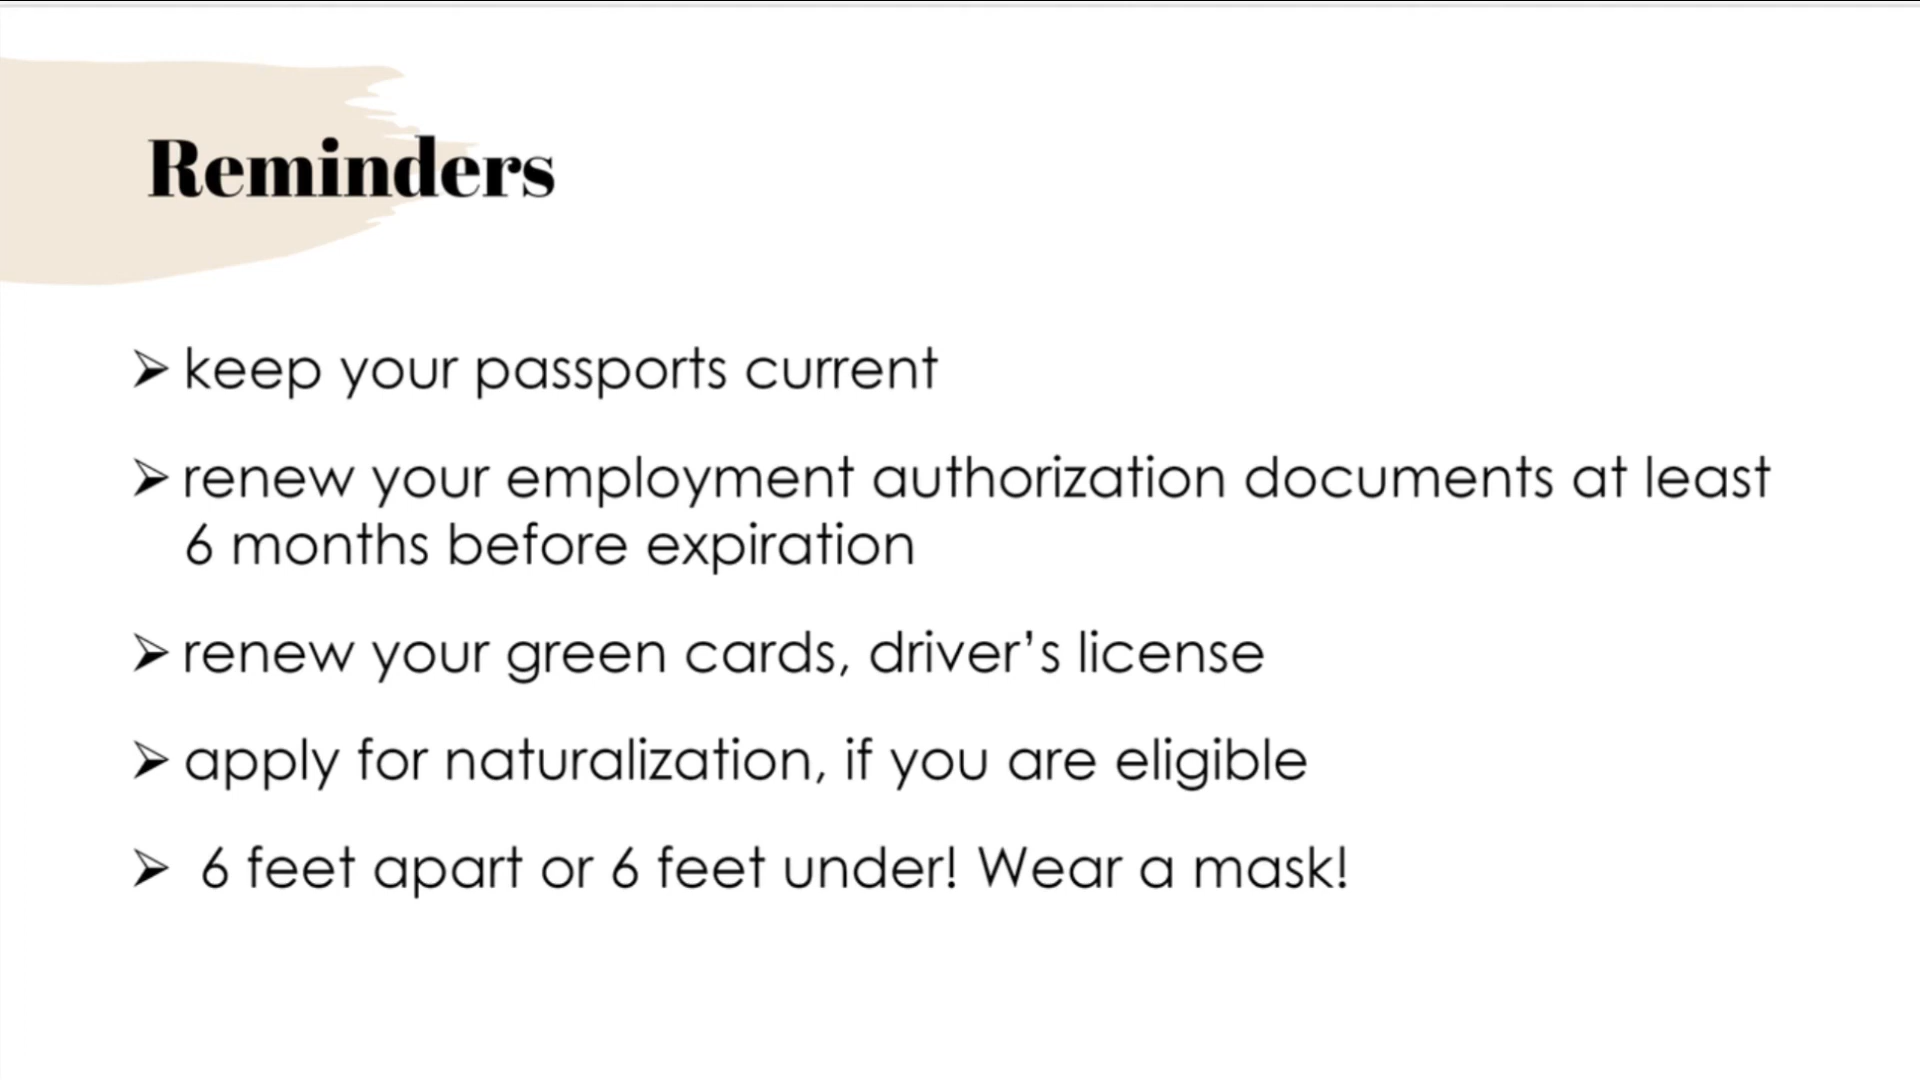 Reminders
➢ keep your passports current
➢ renew your employment authorization documents at least
6 months before expiration
➢ renew your green cards, driver’s license
➢ apply for naturalization, if you are eligible
➢ 6 feet apart or 6 feet under! Wear a mask!